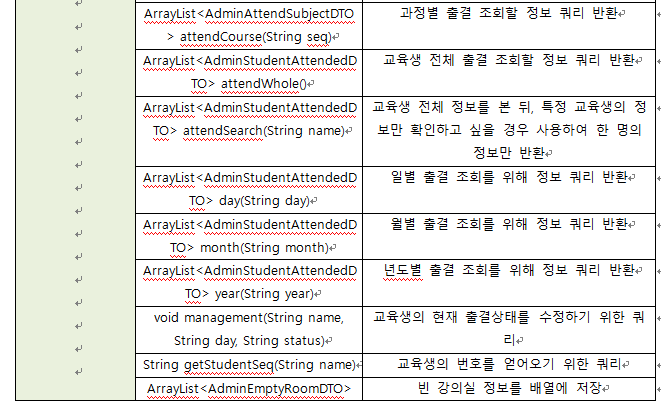 ArrayList<AdminAttendSubjectDTO
> attendCourse(String seq)
과정별 출결 조회할 정보 쿼리 반환
ArrayList<AdminStudentAttendedD
TO> attendWhole()
교육생 전체 출결 조회할 정보 쿼리 반환
ArrayList<AdminStudentAttendedD
TO> attendSearch(String name)
교육생 전체 정보를 본 뒤, 특정 교육생의 정
보만 확인하고 싶을 경우 사용하여 한 명의
정보만 반환
ArrayList<AdminStudentAttendedD
TO> day(String day)
일별 출결 조회를 위해 정보 쿼리 반환
ArrayList<AdminStudentAttendedD
TO> month(String month)
월별 출결 조회를 위해 정보 쿼리 반환
ArrayList<AdminStudentAttendedD
TO> year(String year)
년도별 출결 조회를 위해 정보 쿼리 반환
void management(String name,
String day, String status)
교육생의 현재 출결상태를 수정하기 위한 쿼
리
String getStudentSeq(String name)
교육생의 번호를 얻어오기 위한 쿼리
ArrayList<AdminEmptyRoomDTO>
빈 강의실 정보를 배열에 저장